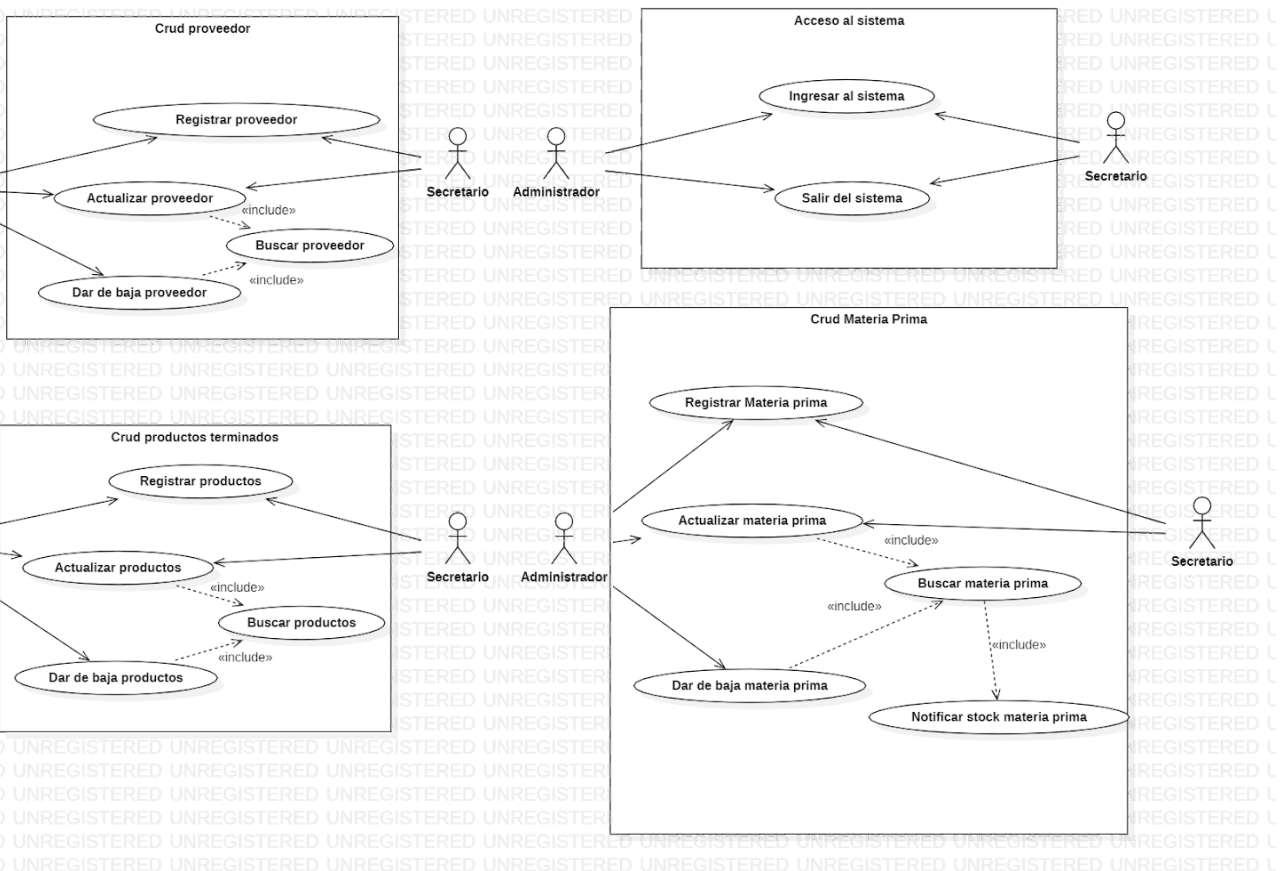 Crud proveedor
Registrar proveedor
Actualizar proveedor
«include»
Buscar proveedor
«include»
Dar de baja proveedor
Secretario
Administrador
Acceso al sistema
Ingresar al sistema
Salir del sistema
Secretario
Crud productos terminados
Registrar productos
Actualizar productos
«include»
Buscar productos
«include»
Dar de baja productos
Secretario
Administrador
Crud Materia Prima
Registrar Materia prima
Actualizar materia prima
«include»
Buscar materia prima
«include»
«include»
Dar de baja materia prima
Notificar stock materia prima
Secretario
UNREGISTERED